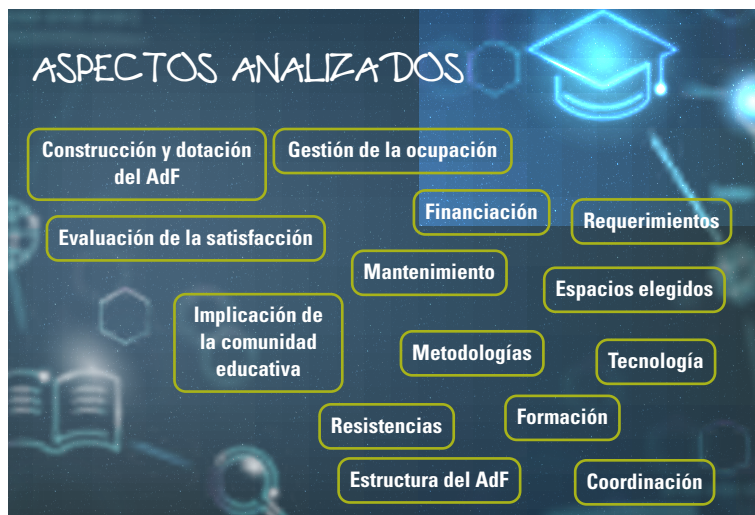 ASPECTOS ANALIZADOS
Construcción y dotación
del AdF
Gestión de la ocupación
Financiación
Requerimientos
Evaluación de la satisfacción
Mantenimiento
Espacios elegidos
Implicación de
la comunidad
educativa
Metodologías
Tecnología
Formación
Resistencias
Estructura del AdF
Coordinación